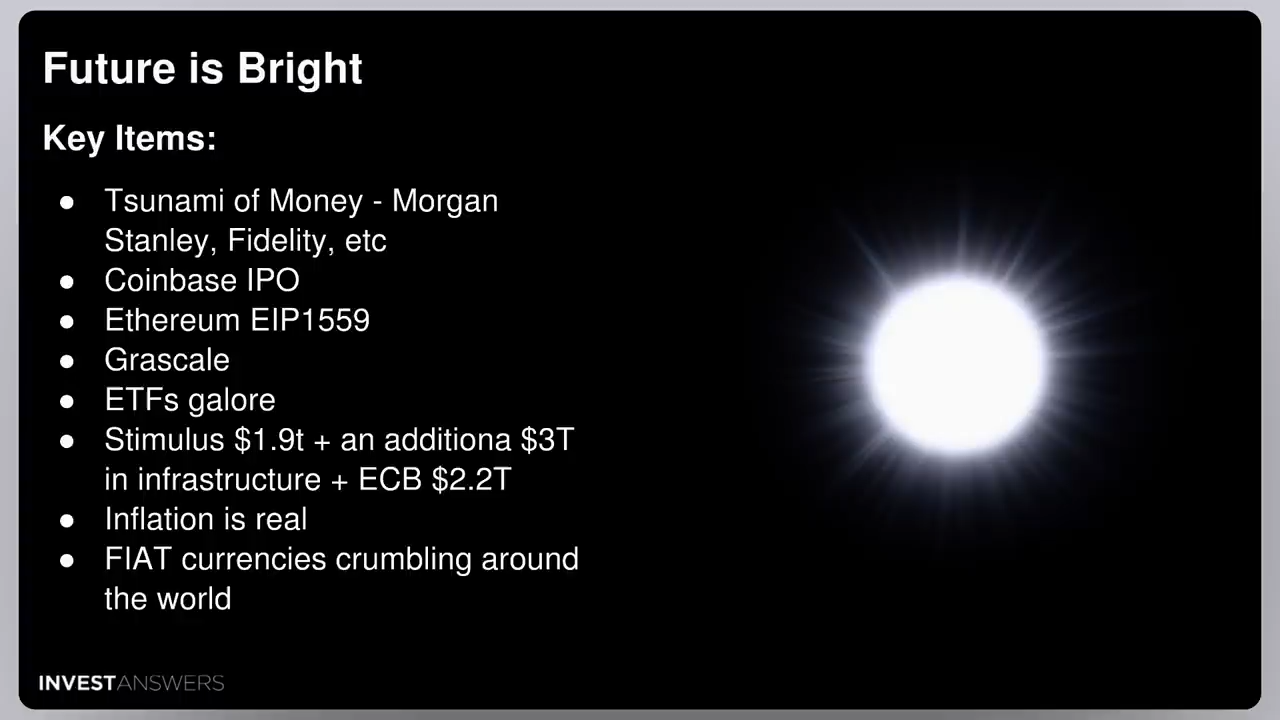 Future is Bright
Key Items:
● Tsunami of Money - Morgan
Stanley, Fidelity, etc
● Coinbase IPO
● Ethereum EIP1559
● Grascale
● ETFs galore
● Stimulus $1.9t + an additiona $3T
in infrastructure + ECB $2.2T
● Inflation is real
● FIAT currencies crumbling around
the world
INVESTANSWERS